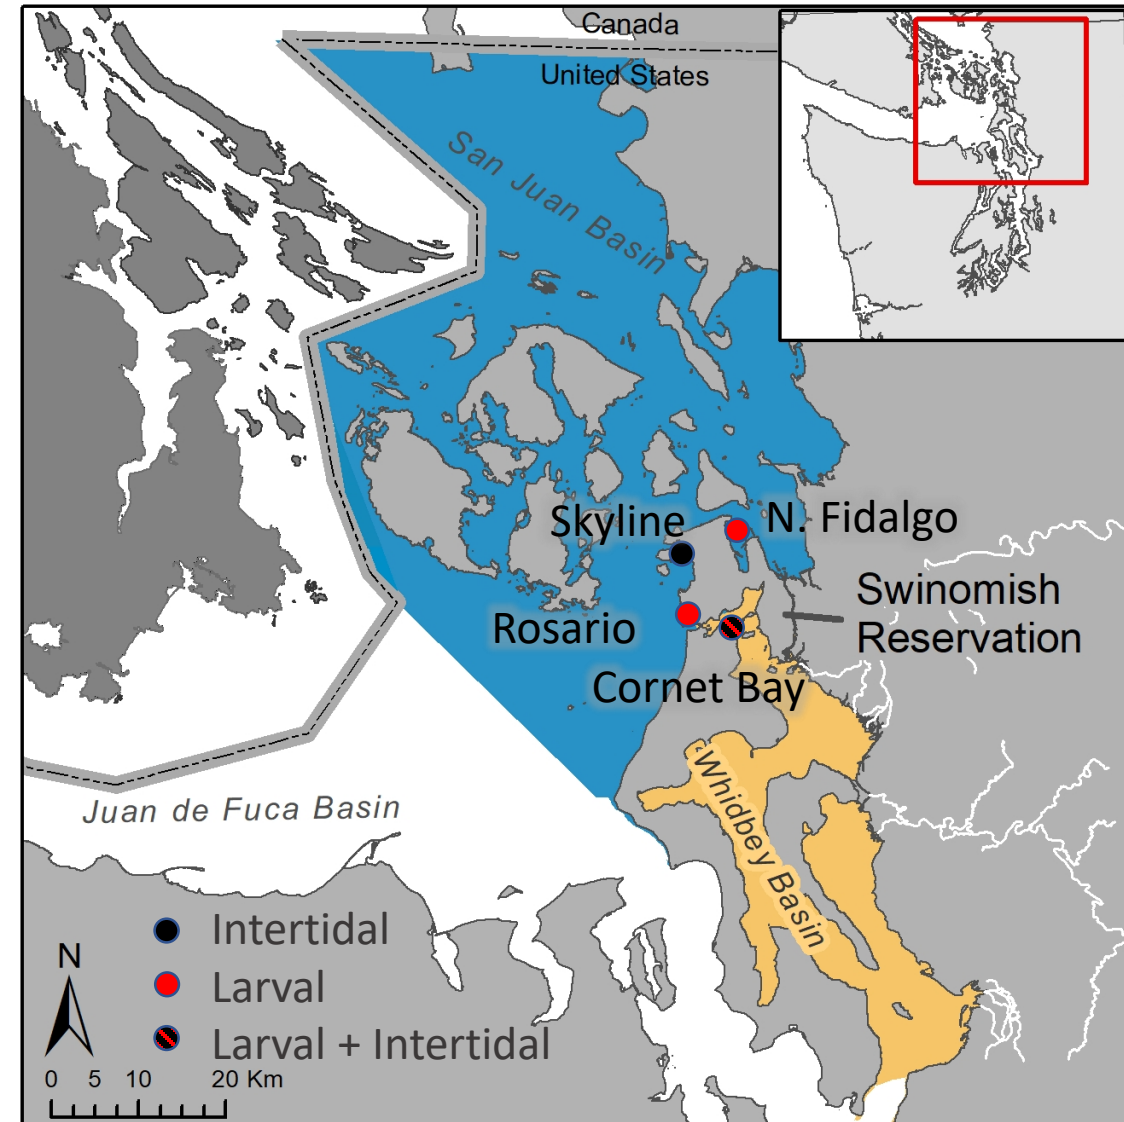 Canada
United States
San Juan Basin
Skyline
N. Fidalgo
Swinomish
Reservation
Rosario
Cornet Bay
Whidbey Basin
Juan de Fuca Basin
Intertidal
Larval
Larval + Intertidal
N
0 5 10 20 Km